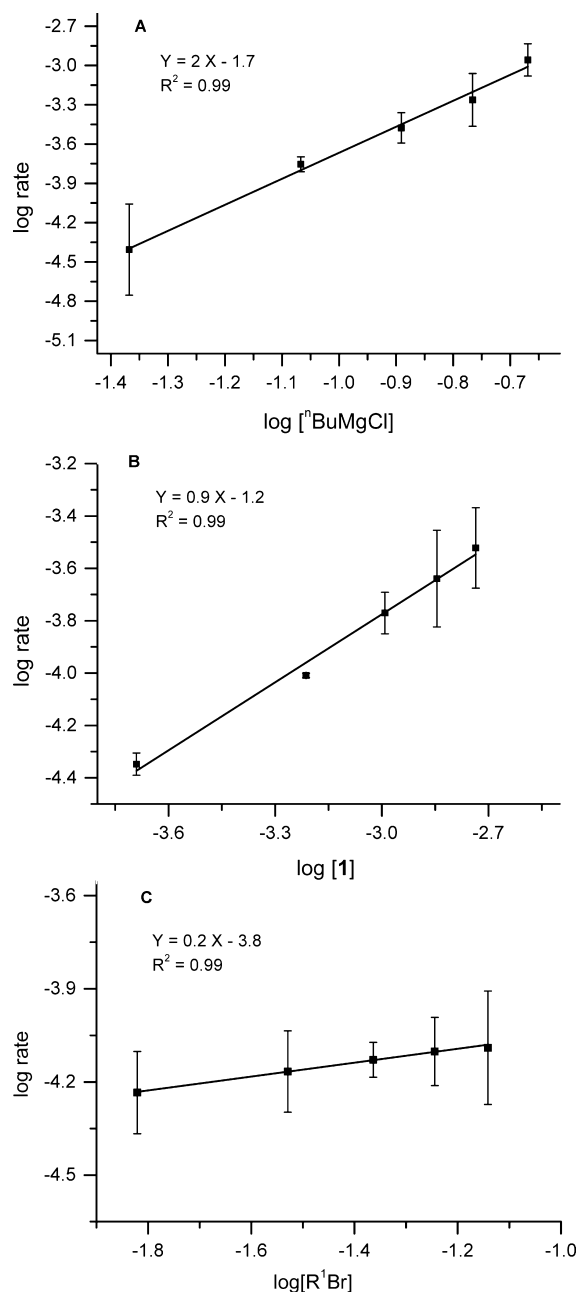 A
Y = 2 X - 1.7
R² = 0.99
-2.7
-3.0
-3.3
-3.6
-3.9
-4.2
-4.5
-4.8
-5.1
log rate
-1.4 -1.3 -1.2 -1.1 -1.0 -0.9 -0.8 -0.7
log [ⁿBuMgCl]
B
Y = 0.9 X - 1.2
R² = 0.99
-3.2
-3.4
-3.6
-3.8
-4.0
-4.2
-4.4
log rate
-3.6 -3.3 -3.0 -2.7
log [1]
C
Y = 0.2 X - 3.8
R² = 0.99
-3.6
-3.9
-4.2
-4.5
log rate
-1.8 -1.6 -1.4 -1.2 -1.0
log[R¹Br]